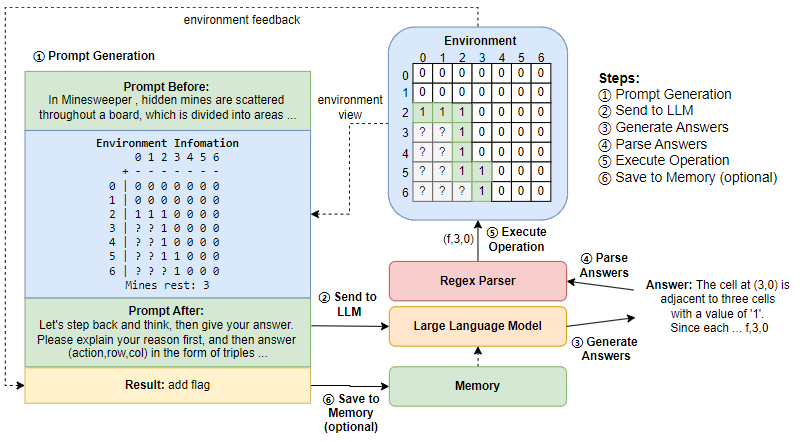 environment feedback
① Prompt Generation
Prompt Before:
In Minesweeper , hidden mines are scattered
throughout a board, which is divided into areas ...
Environment Infomation
0 1 2 3 4 5 6
+ - - - - - - -
0 | 0 0 0 0 0 0 0
1 | 0 0 0 0 0 0 0
2 | 1 1 1 0 0 0 0
3 | ? ? 1 0 0 0 0
4 | ? ? 1 0 0 0 0
5 | ? ? 1 1 0 0 0
6 | ? ? ? 1 0 0 0
Mines rest: 3
Prompt After:
Let's step back and think, then give your answer.
Please explain your reason first, and then answer
(action,row,col) in the form of triples ...
Result: add flag
environment
view
② Send to
LLM
⑥ Save to
Memory
(optional)
Environment
0 1 2 3 4 5 6
0 0 0 0 0 0 0 0
1 0 0 0 0 0 0 0
2 1 1 1 0 0 0 0
3 ? ? 1 0 0 0 0
4 ? ? 1 0 0 0 0
5 ? ? 1 1 0 0 0
6 ? ? ? 1 0 0 0
(f,3,0)
⑤ Execute
Operation
Regex Parser
Large Language Model
Memory
④ Parse
Answers
③ Generate
Answers
Answer: The cell at (3,0) is
adjacent to three cells
with a value of '1'.
Since each ... f,3,0
Steps:
① Prompt Generation
② Send to LLM
③ Generate Answers
④ Parse Answers
⑤ Execute Operation
⑥ Save to Memory (optional)